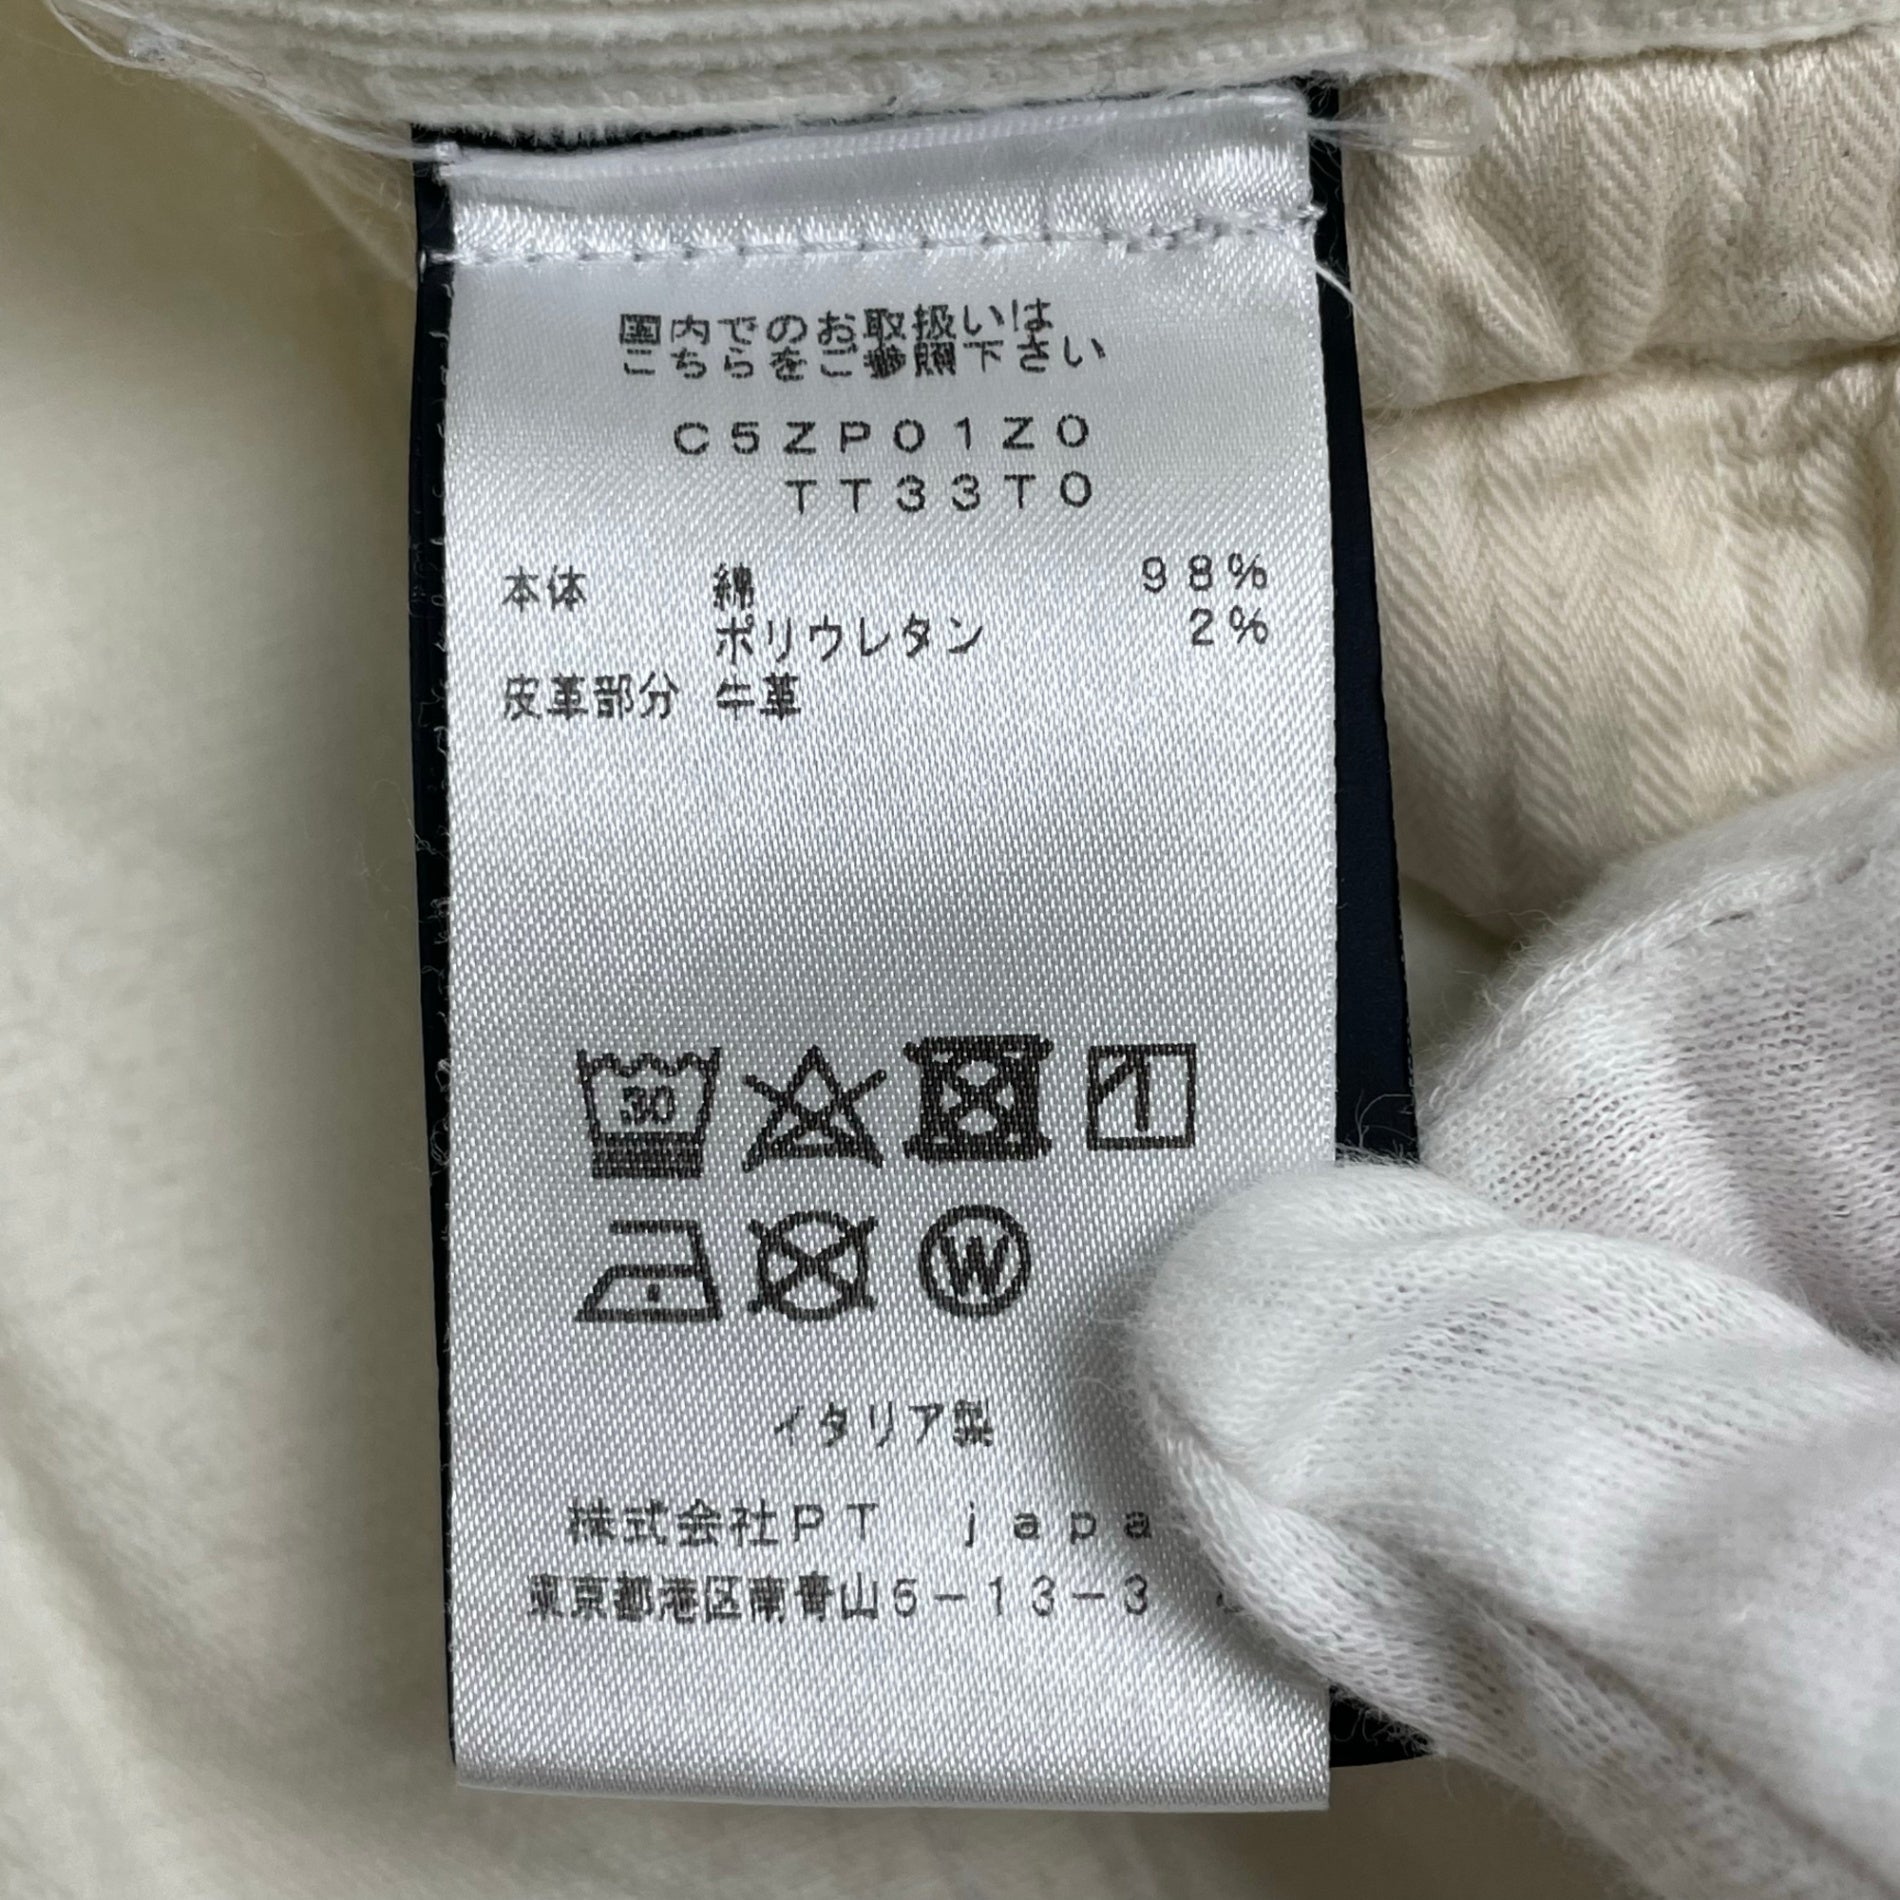 国内でのお取扱いは
こちらをご参照下さい
C5ZP01Z0
TT33T0
本体 綿 98%
ポリウレタン 2%
皮革部分 牛革
30
W
イタリア製
株式会社PT japa
東京都港区南青山5-13-3